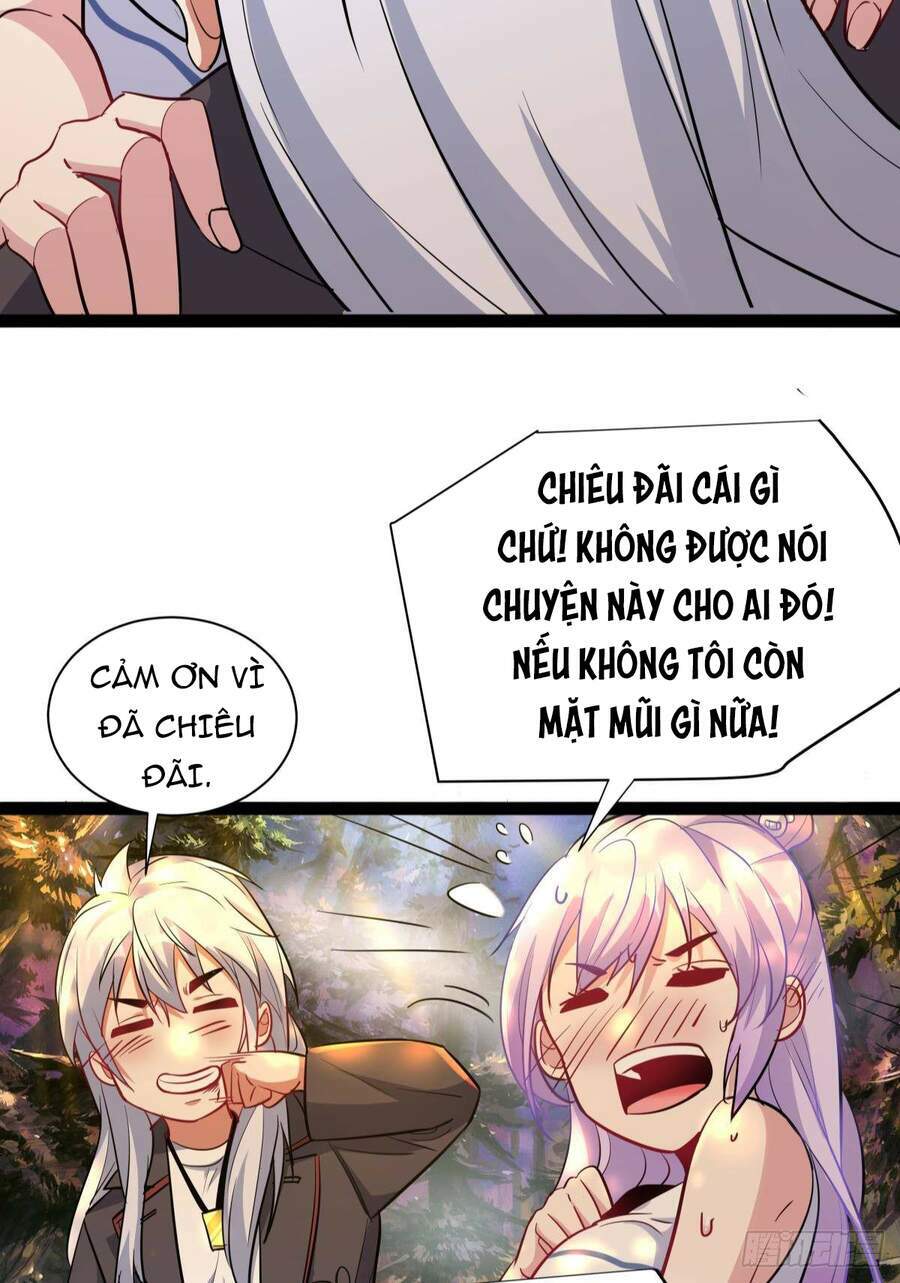 CHIÊU ĐÃI CÁI GÌ
CHỨ! KHÔNG ĐƯỢC NÓI
CHUYỆN NÀY CHO AI ĐÓ!
NẾU KHÔNG TÔI CÒN
MẶT MŨI GÌ NỮA!
CẢM ƠN VÌ
ĐÃ CHIÊU
ĐÃI.